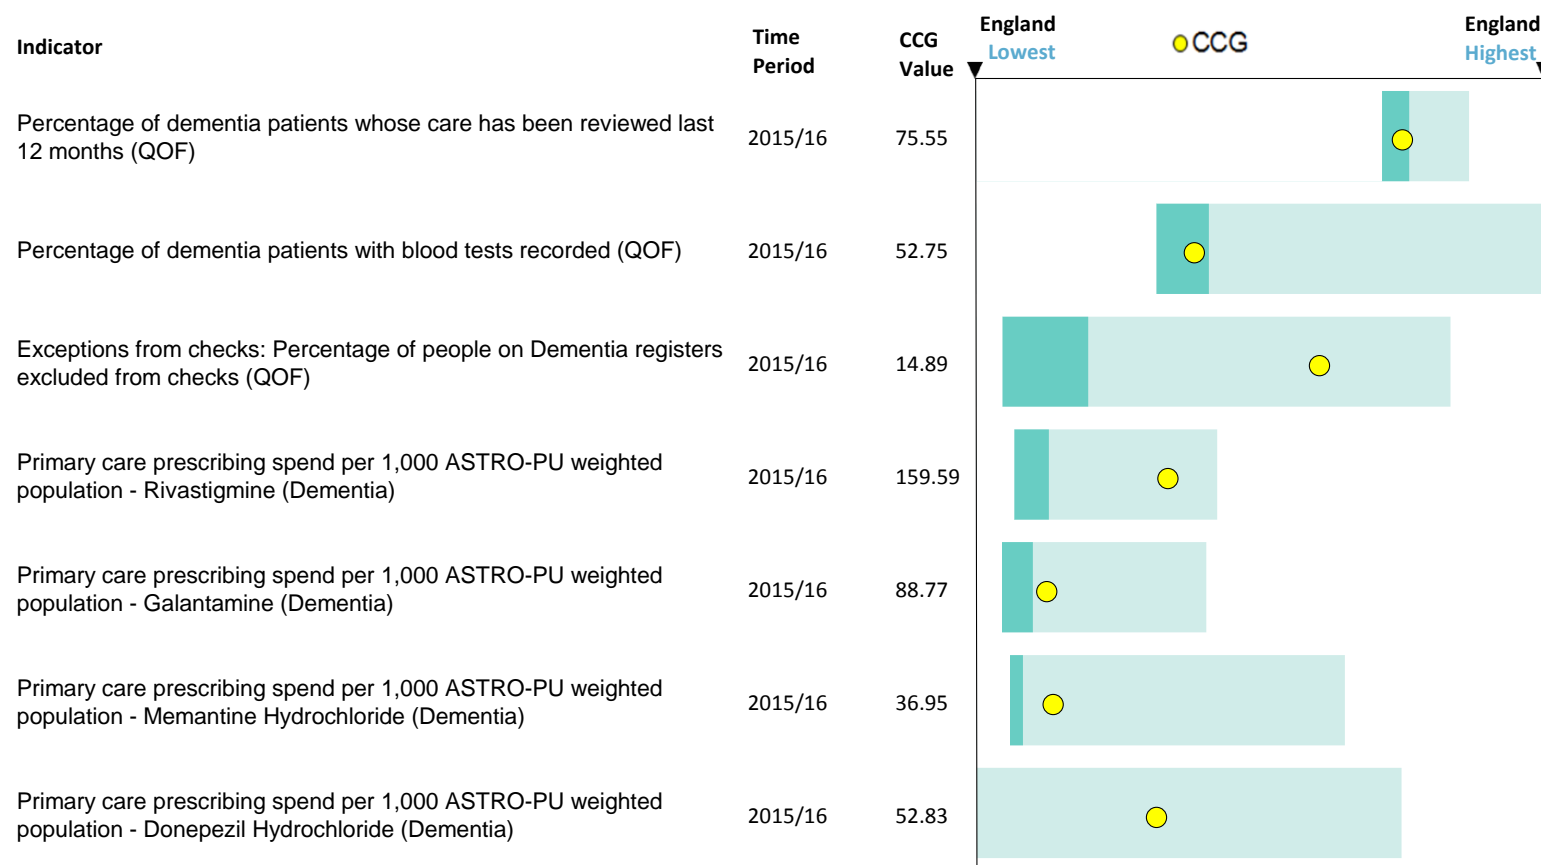 Indicator
Time
Period
CCG
Value
England
Lowest
CCG
England
Highest
Percentage of dementia patients whose care has been reviewed last
12 months (QOF)
2015/16
75.55
Percentage of dementia patients with blood tests recorded (QOF)
2015/16
52.75
Exceptions from checks: Percentage of people on Dementia registers
excluded from checks (QOF)
2015/16
14.89
Primary care prescribing spend per 1,000 ASTRO-PU weighted
population - Rivastigmine (Dementia)
2015/16
159.59
Primary care prescribing spend per 1,000 ASTRO-PU weighted
population - Galantamine (Dementia)
2015/16
88.77
Primary care prescribing spend per 1,000 ASTRO-PU weighted
population - Memantine Hydrochloride (Dementia)
2015/16
36.95
Primary care prescribing spend per 1,000 ASTRO-PU weighted
population - Donepezil Hydrochloride (Dementia)
2015/16
52.83